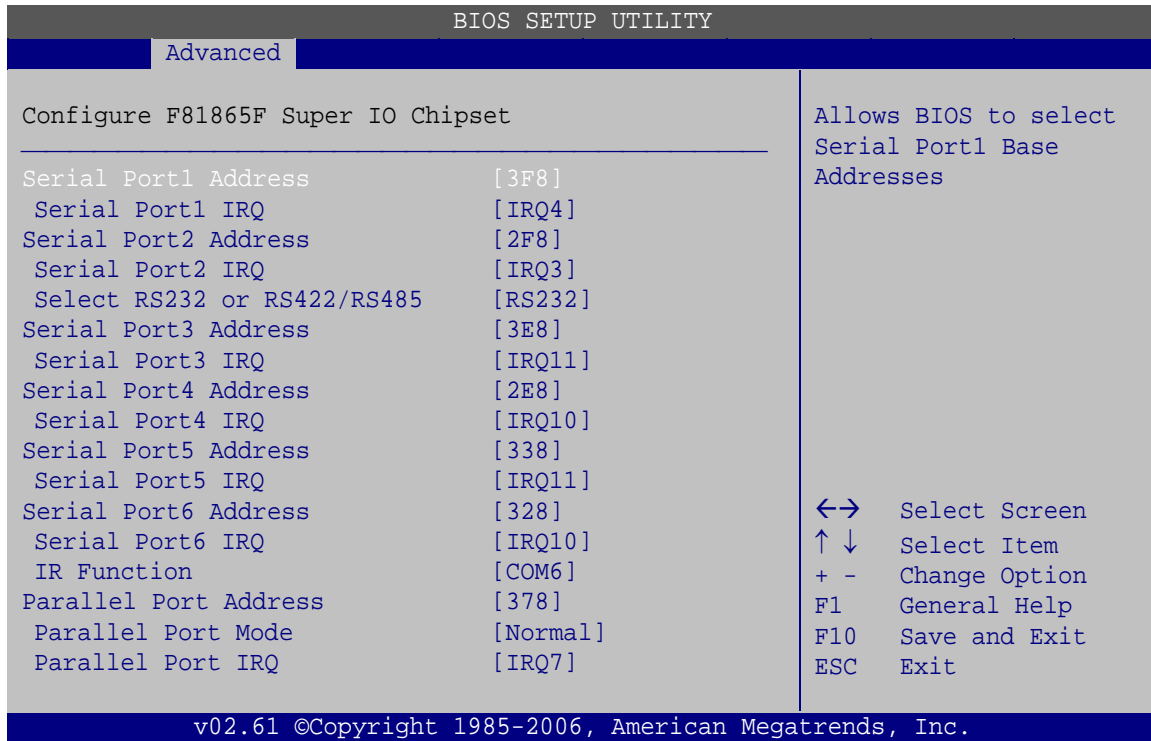 BIOS SETUP UTILITY
Advanced
Configure F81865F Super IO Chipset
Serial Port1 Address [3F8]
Serial Port1 IRQ [IRQ4]
Serial Port2 Address [2F8]
Serial Port2 IRQ [IRQ3]
Select RS232 or RS422/RS485 [RS232]
Serial Port3 Address [3E8]
Serial Port3 IRQ [IRQ11]
Serial Port4 Address [2E8]
Serial Port4 IRQ [IRQ10]
Serial Port5 Address [338]
Serial Port5 IRQ [IRQ11]
Serial Port6 Address [328]
Serial Port6 IRQ [IRQ10]
IR Function [COM6]
Parallel Port Address [378]
Parallel Port Mode [Normal]
Parallel Port IRQ [IRQ7]
Allows BIOS to select
Serial Port1 Base
Addresses
←→ Select Screen
↑ ↓ Select Item
+ - Change Option
F1 General Help
F10 Save and Exit
ESC Exit
v02.61 ©Copyright 1985-2006, American Megatrends, Inc.